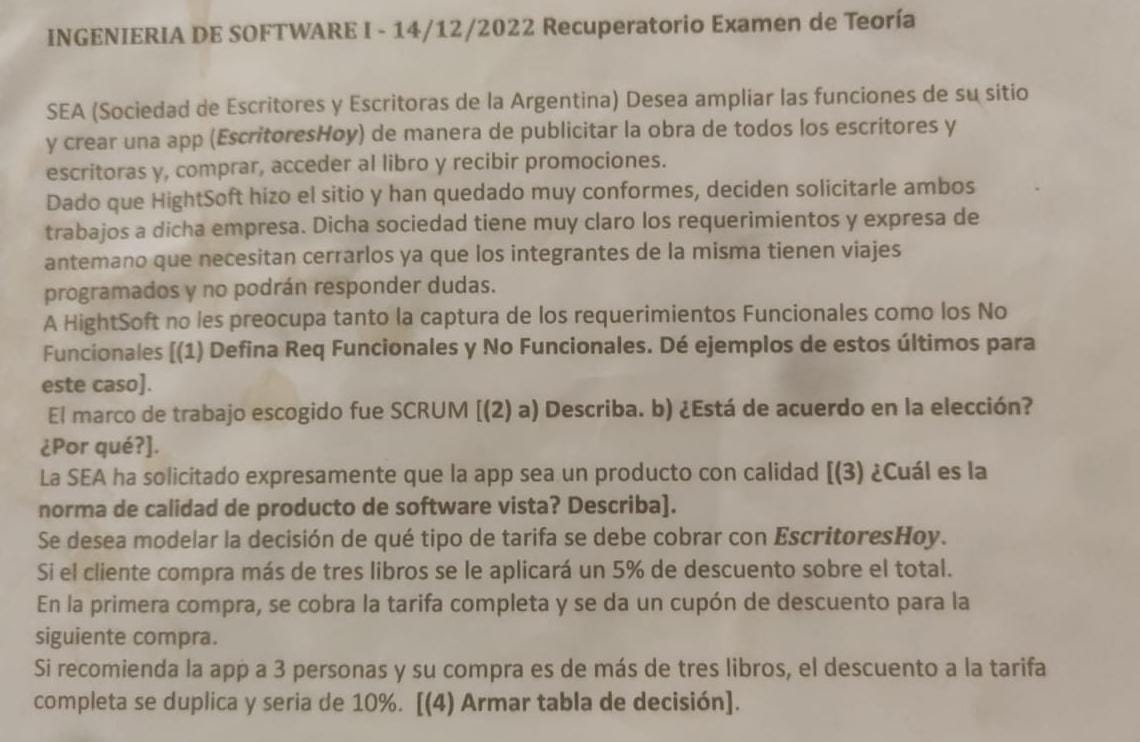 INGENIERIA DE SOFTWARE I - 14/12/2022 Recuperatorio Examen de Teoría
SEA (Sociedad de Escritores y Escritoras de la Argentina) Desea ampliar las funciones de su sitio
y crear una app (EscritoresHoy) de manera de publicitar la obra de todos los escritores y
escritoras y, comprar, acceder al libro y recibir promociones.
Dado que HightSoft hizo el sitio y han quedado muy conformes, deciden solicitarle ambos
trabajos a dicha empresa. Dicha sociedad tiene muy claro los requerimientos y expresa de
antemano que necesitan cerrarlos ya que los integrantes de la misma tienen viajes
programados y no podrán responder dudas.
A HightSoft no les preocupa tanto la captura de los requerimientos Funcionales como los No
Funcionales [(1) Defina Req Funcionales y No Funcionales. Dé ejemplos de estos últimos para
este caso].
El marco de trabajo escogido fue SCRUM [(2) a) Describa. b) ¿Está de acuerdo en la elección?
¿Por qué?].
La SEA ha solicitado expresamente que la app sea un producto con calidad [(3) ¿Cuál es la
norma de calidad de producto de software vista? Describa].
Se desea modelar la decisión de qué tipo de tarifa se debe cobrar con EscritoresHoy.
Si el cliente compra más de tres libros se le aplicará un 5% de descuento sobre el total.
En la primera compra, se cobra la tarifa completa y se da un cupón de descuento para la
siguiente compra.
Si recomienda la app a 3 personas y su compra es de más de tres libros, el descuento a la tarifa
completa se duplica y seria de 10%. [(4) Armar tabla de decisión].